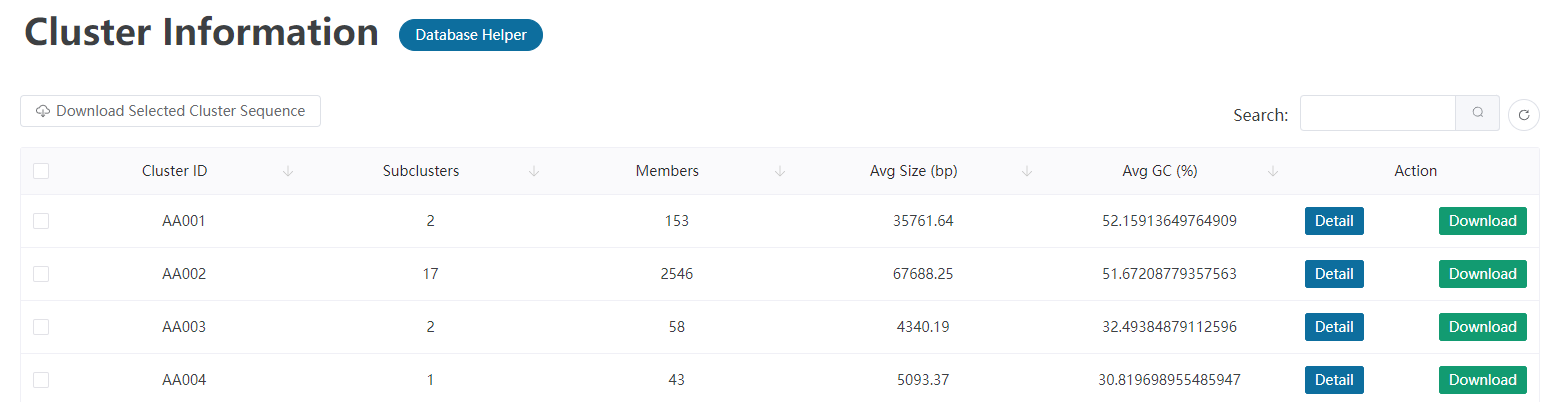 Cluster Information Database Helper
Download Selected Cluster Sequence Search:
Cluster ID Subclusters Members Avg Size (bp) Avg GC (%) Action
AA001 2 153 35761.64 52.15913649764909 Detail Download
AA002 17 2546 67688.25 51.67208779357563 Detail Download
AA003 2 58 4340.19 32.49384879112596 Detail Download
AA004 1 43 5093.37 30.819698955485947 Detail Download